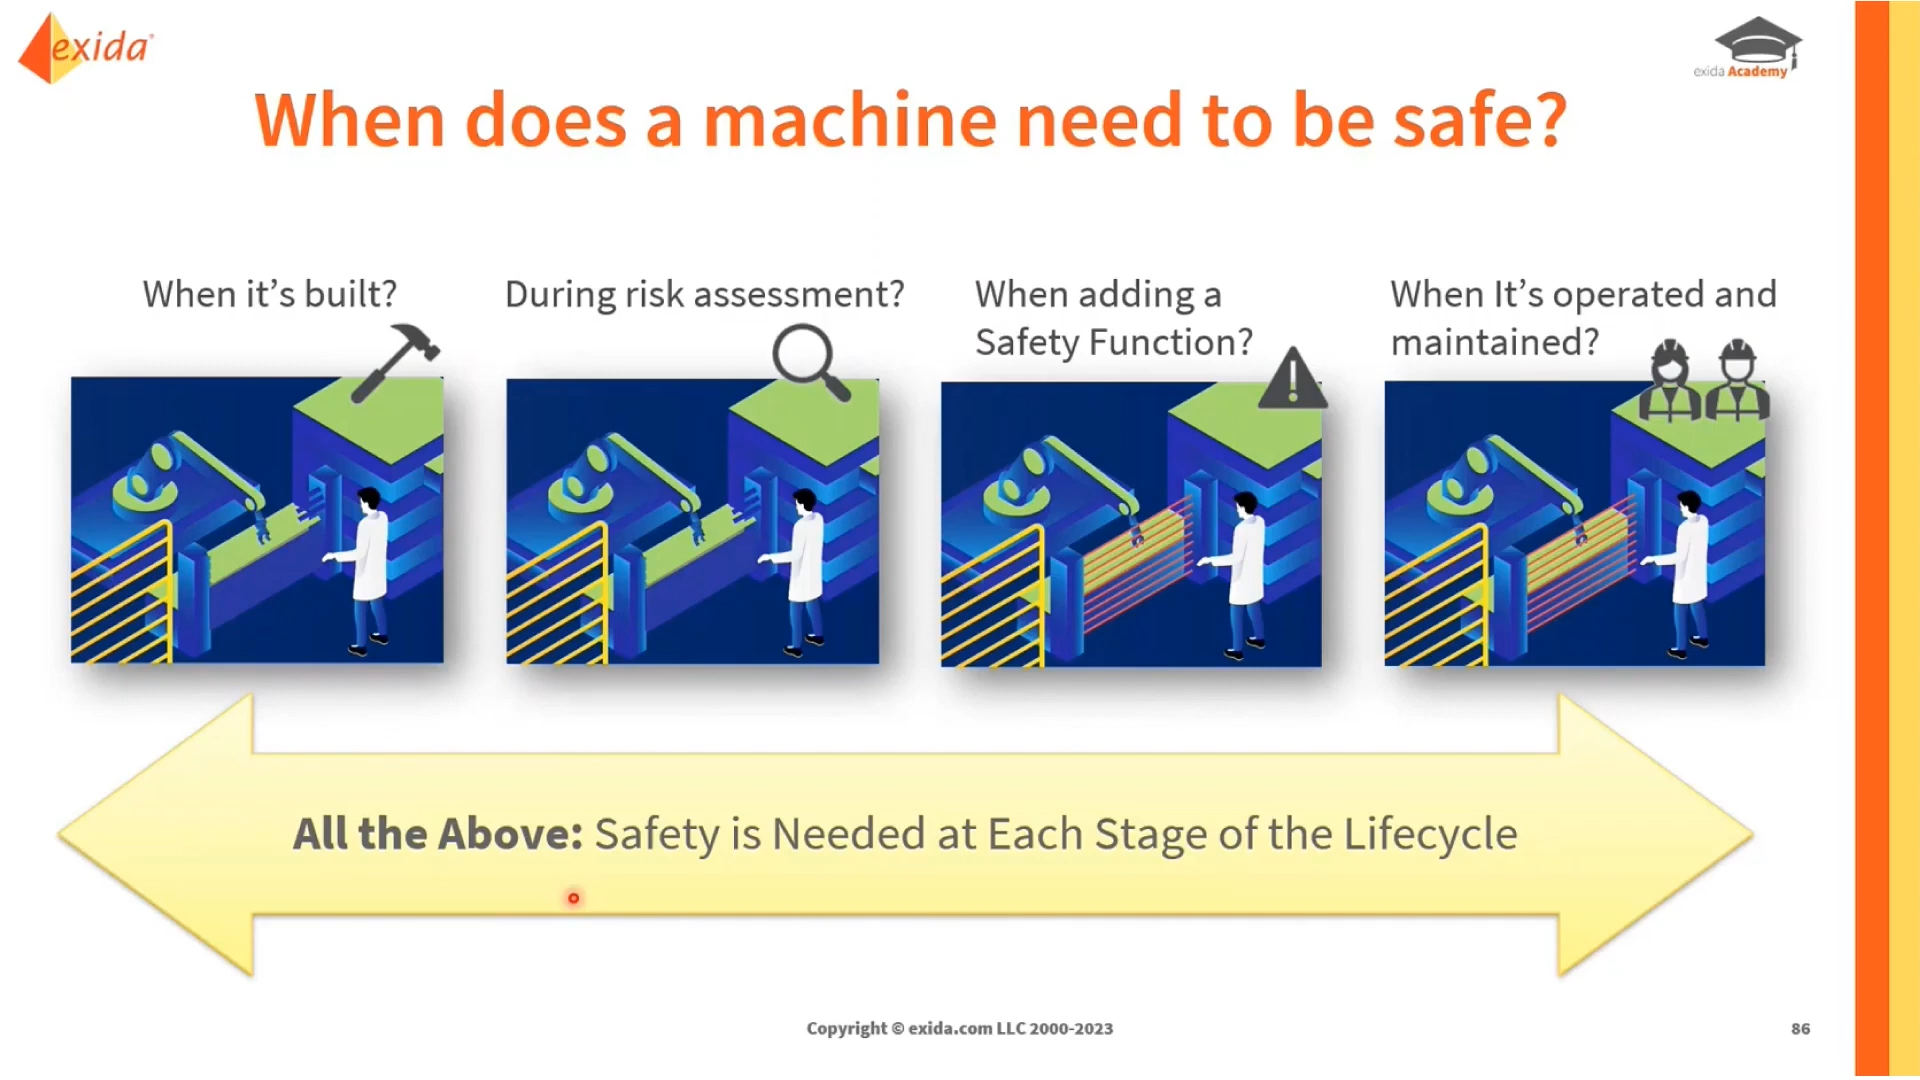 exida
exida Academy
When does a machine need to be safe?
When it's built?
During risk assessment?
When adding a
Safety Function?
When It's operated and
maintained?
All the Above: Safety is Needed at Each Stage of the Lifecycle
Copyright © exida.com LLC 2000-2023
86